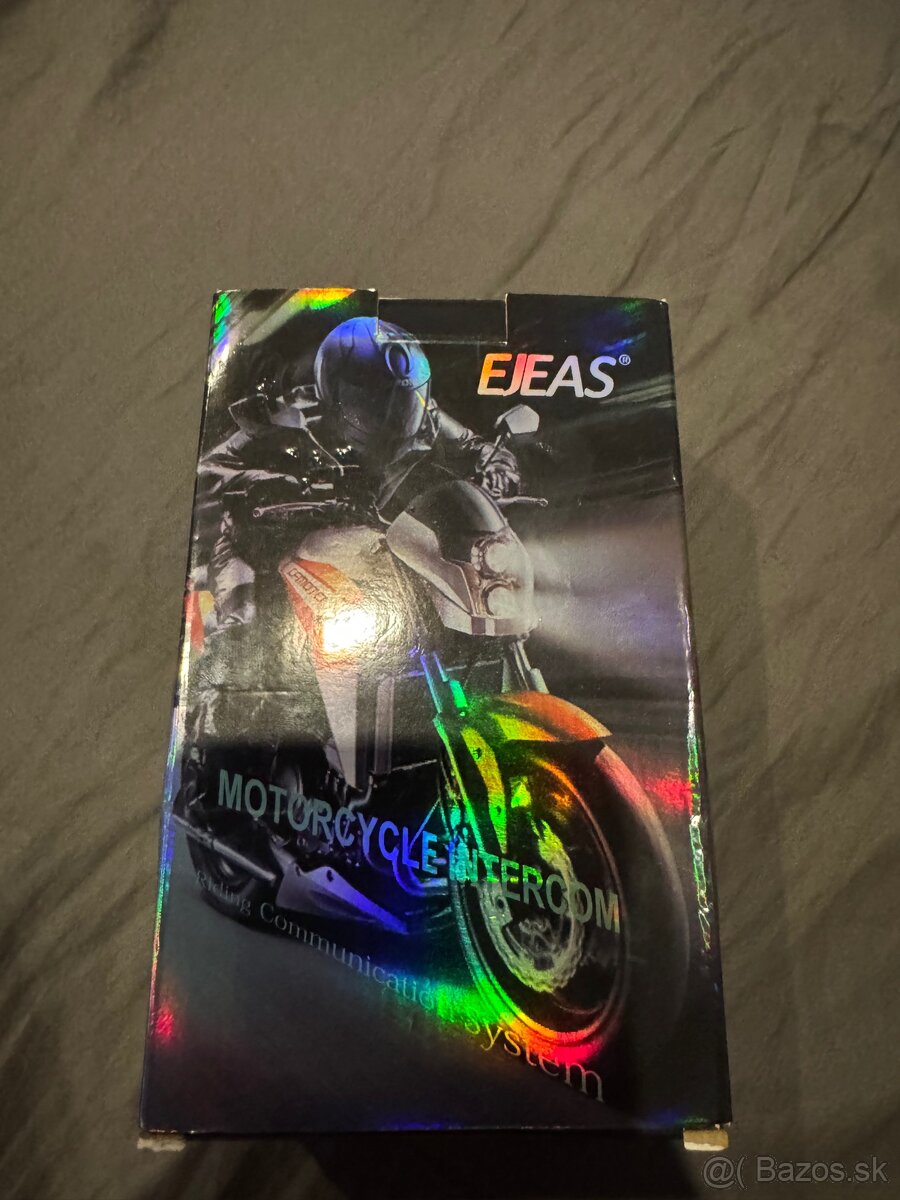 EJEAS®
MOTORCYCLE-INTERCOM
Riding Communication System
@( Bazos.sk